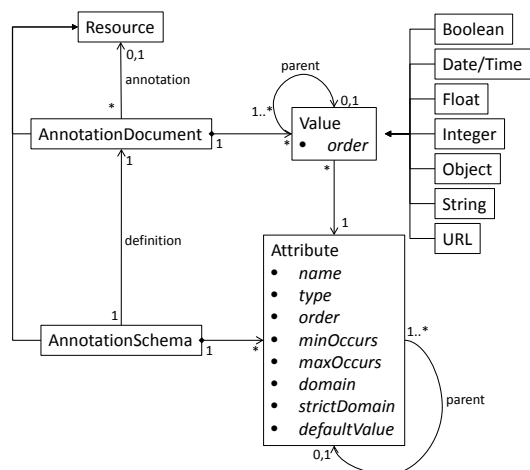 Resource
Boolean
0,1
Date/Time
parent
annotation
Float
1..*
0,1
*
Value
AnnotationDocument
1
*
• order
Integer
1
*
Object
String
definition
1
URL
Attribute
• name
• type
• order
1
• minOccurs
1..*
AnnotationSchema
1
*
• maxOccurs
• domain
• strictDomain
parent
• defaultValue
0,1